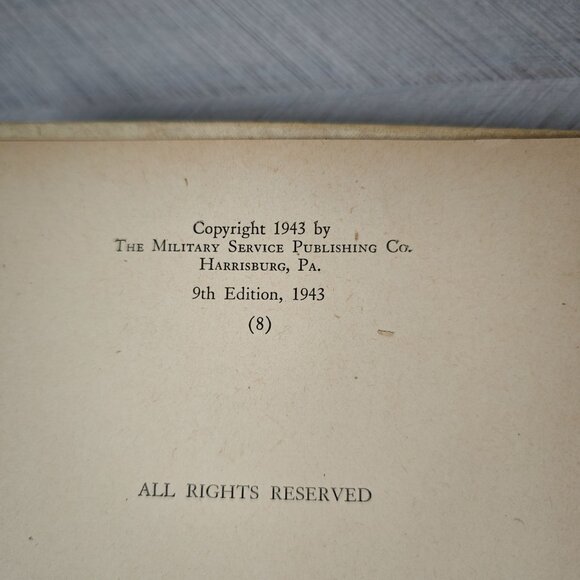 Copyright 1943 by
The Military Service Publishing Co.
Harrisburg, Pa.
9th Edition, 1943
(8)
ALL RIGHTS RESERVED